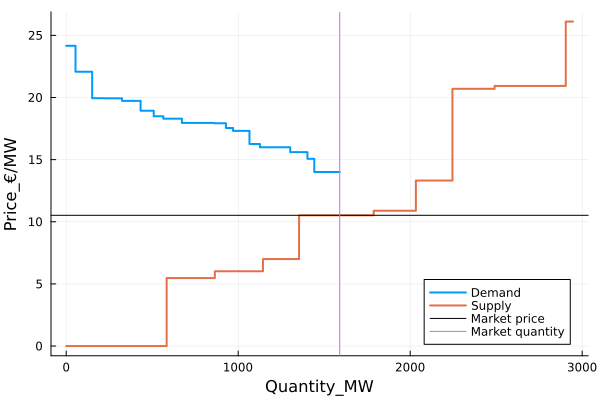 25
20
15
10
5
0
Price_€/MW
0
1000
2000
3000
Quantity_MW
Demand
Supply
Market price
Market quantity